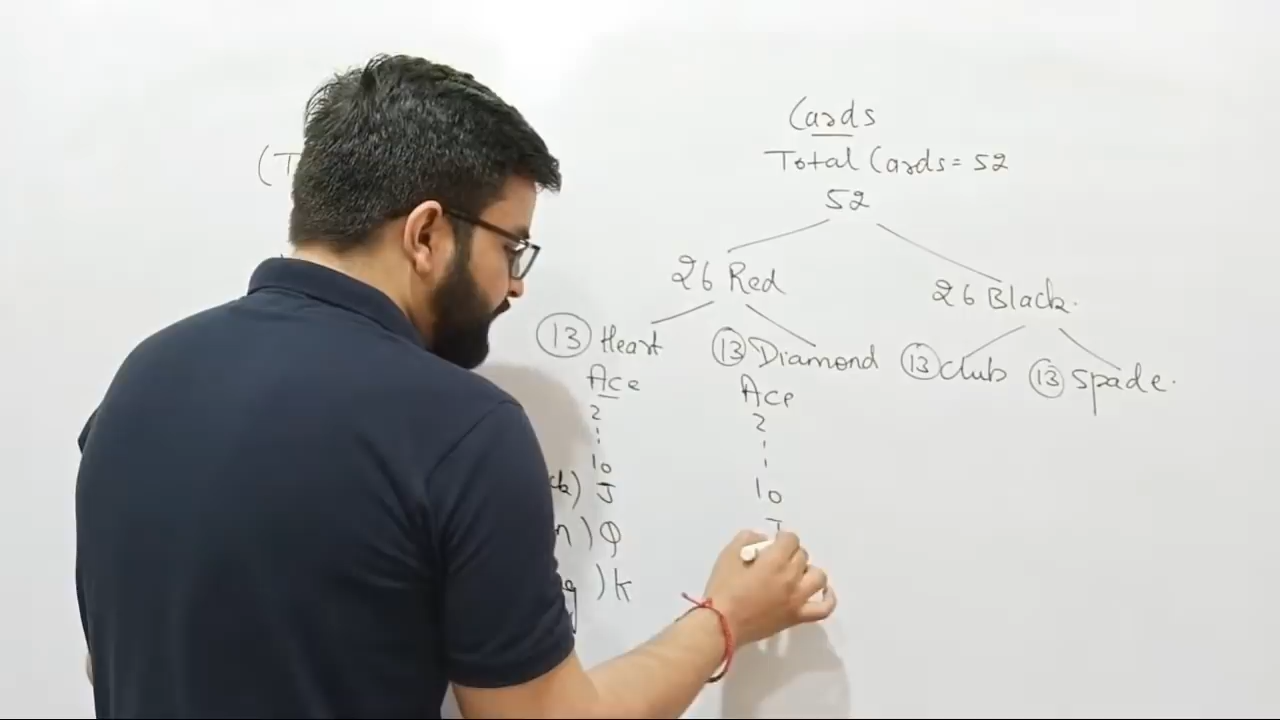 Cards
Total Cards = 52
52
26 Red
26 Black.
13 Heart
13 Diamond
13 club
13 spade.
Ace
2
10
J
Q
K
Ace
2
10
J